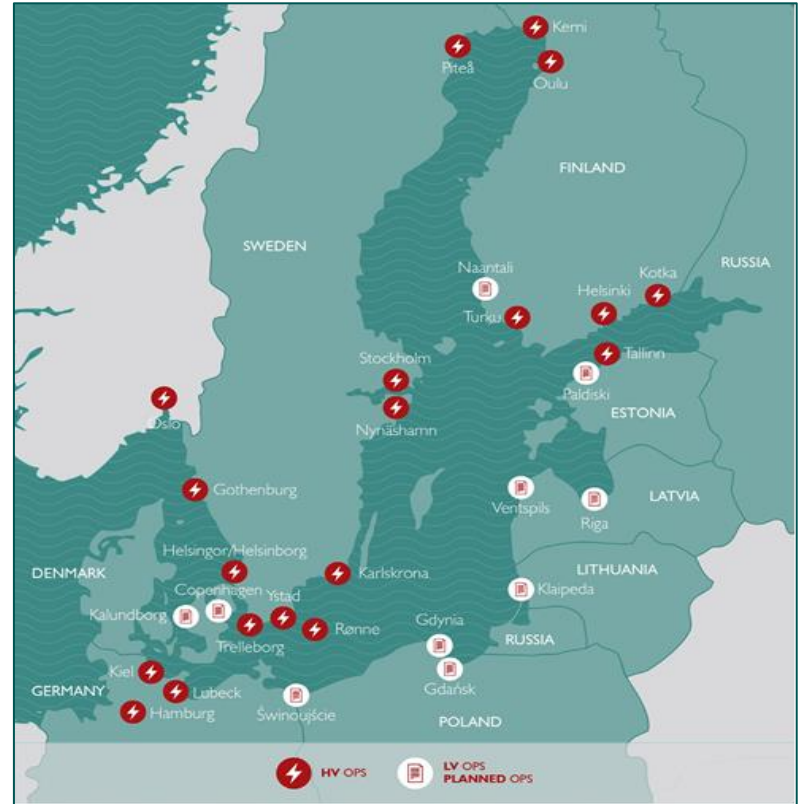 Kemi
Piteå
Oulu
FINLAND
SWEDEN
RUSSIA
Naantali
Kotka
Helsinki
Turku
Tallinn
Stockholm
Paldiski
Nynäshamn
Oslo
ESTONIA
Gothenburg
Ventspils
Riga
LATVIA
Helsingor/Helsinborg
DENMARK
Karlskrona
LITHUANIA
Copenhagen
Ystad
Klaipeda
Kalundborg
Trelleborg
Rønne
Gdynia
RUSSIA
Kiel
Gdańsk
GERMANY
Lubeck
Hamburg
Świnoujście
POLAND
HV OPS
LV OPS
PLANNED OPS